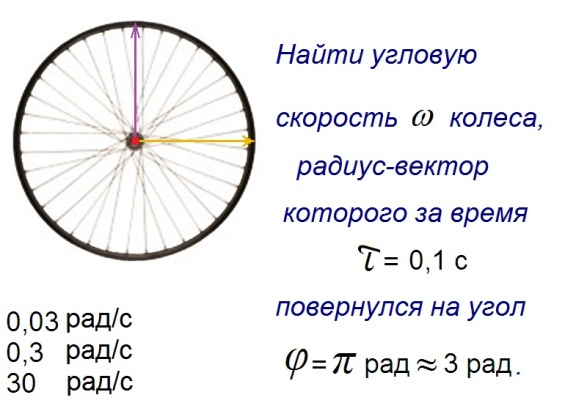 Найти угловую
скорость ω колеса,
радиус-вектор
которого за время
τ = 0,1 с
повернулся на угол
φ = π рад ≈ 3 рад.
0,03 рад/с
0,3 рад/с
30 рад/с